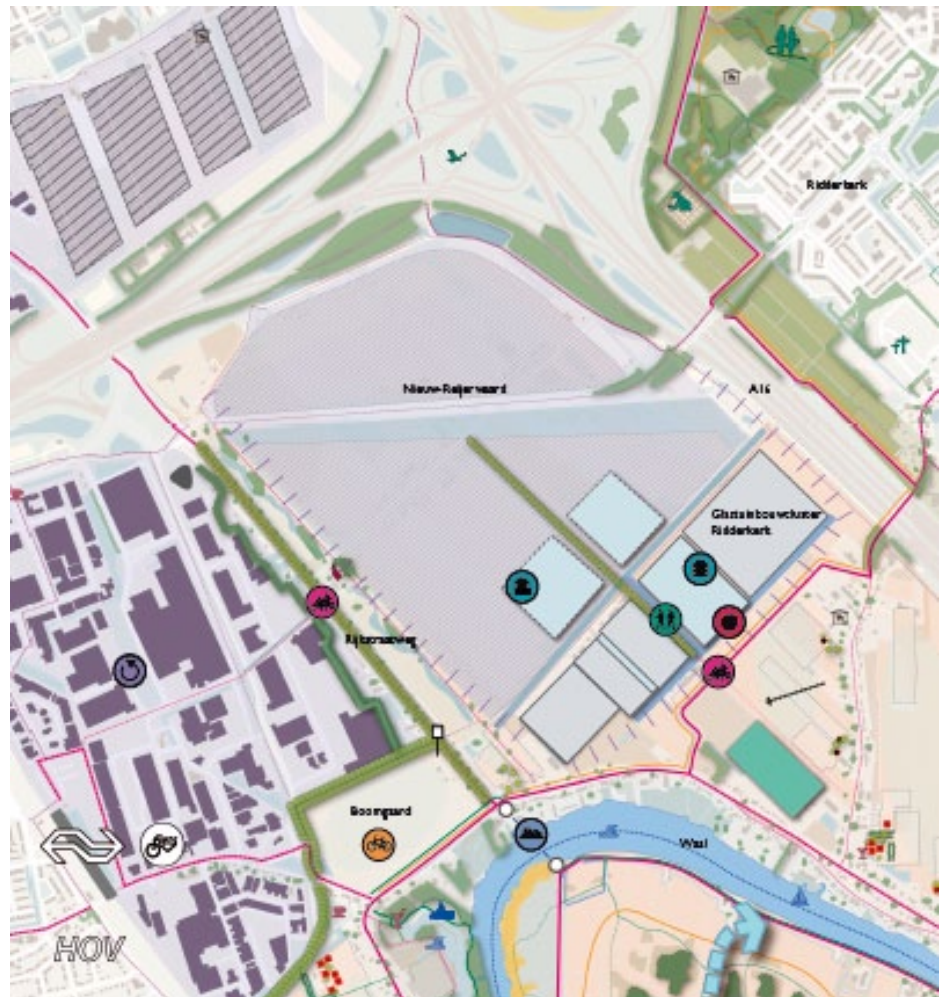 Ridderkerk
Nieuw-Reijerwaard
A16
Glastuinbouwcluster
Ridderkerk
Rijksstraatweg
Boomgaard
Waal
HOV